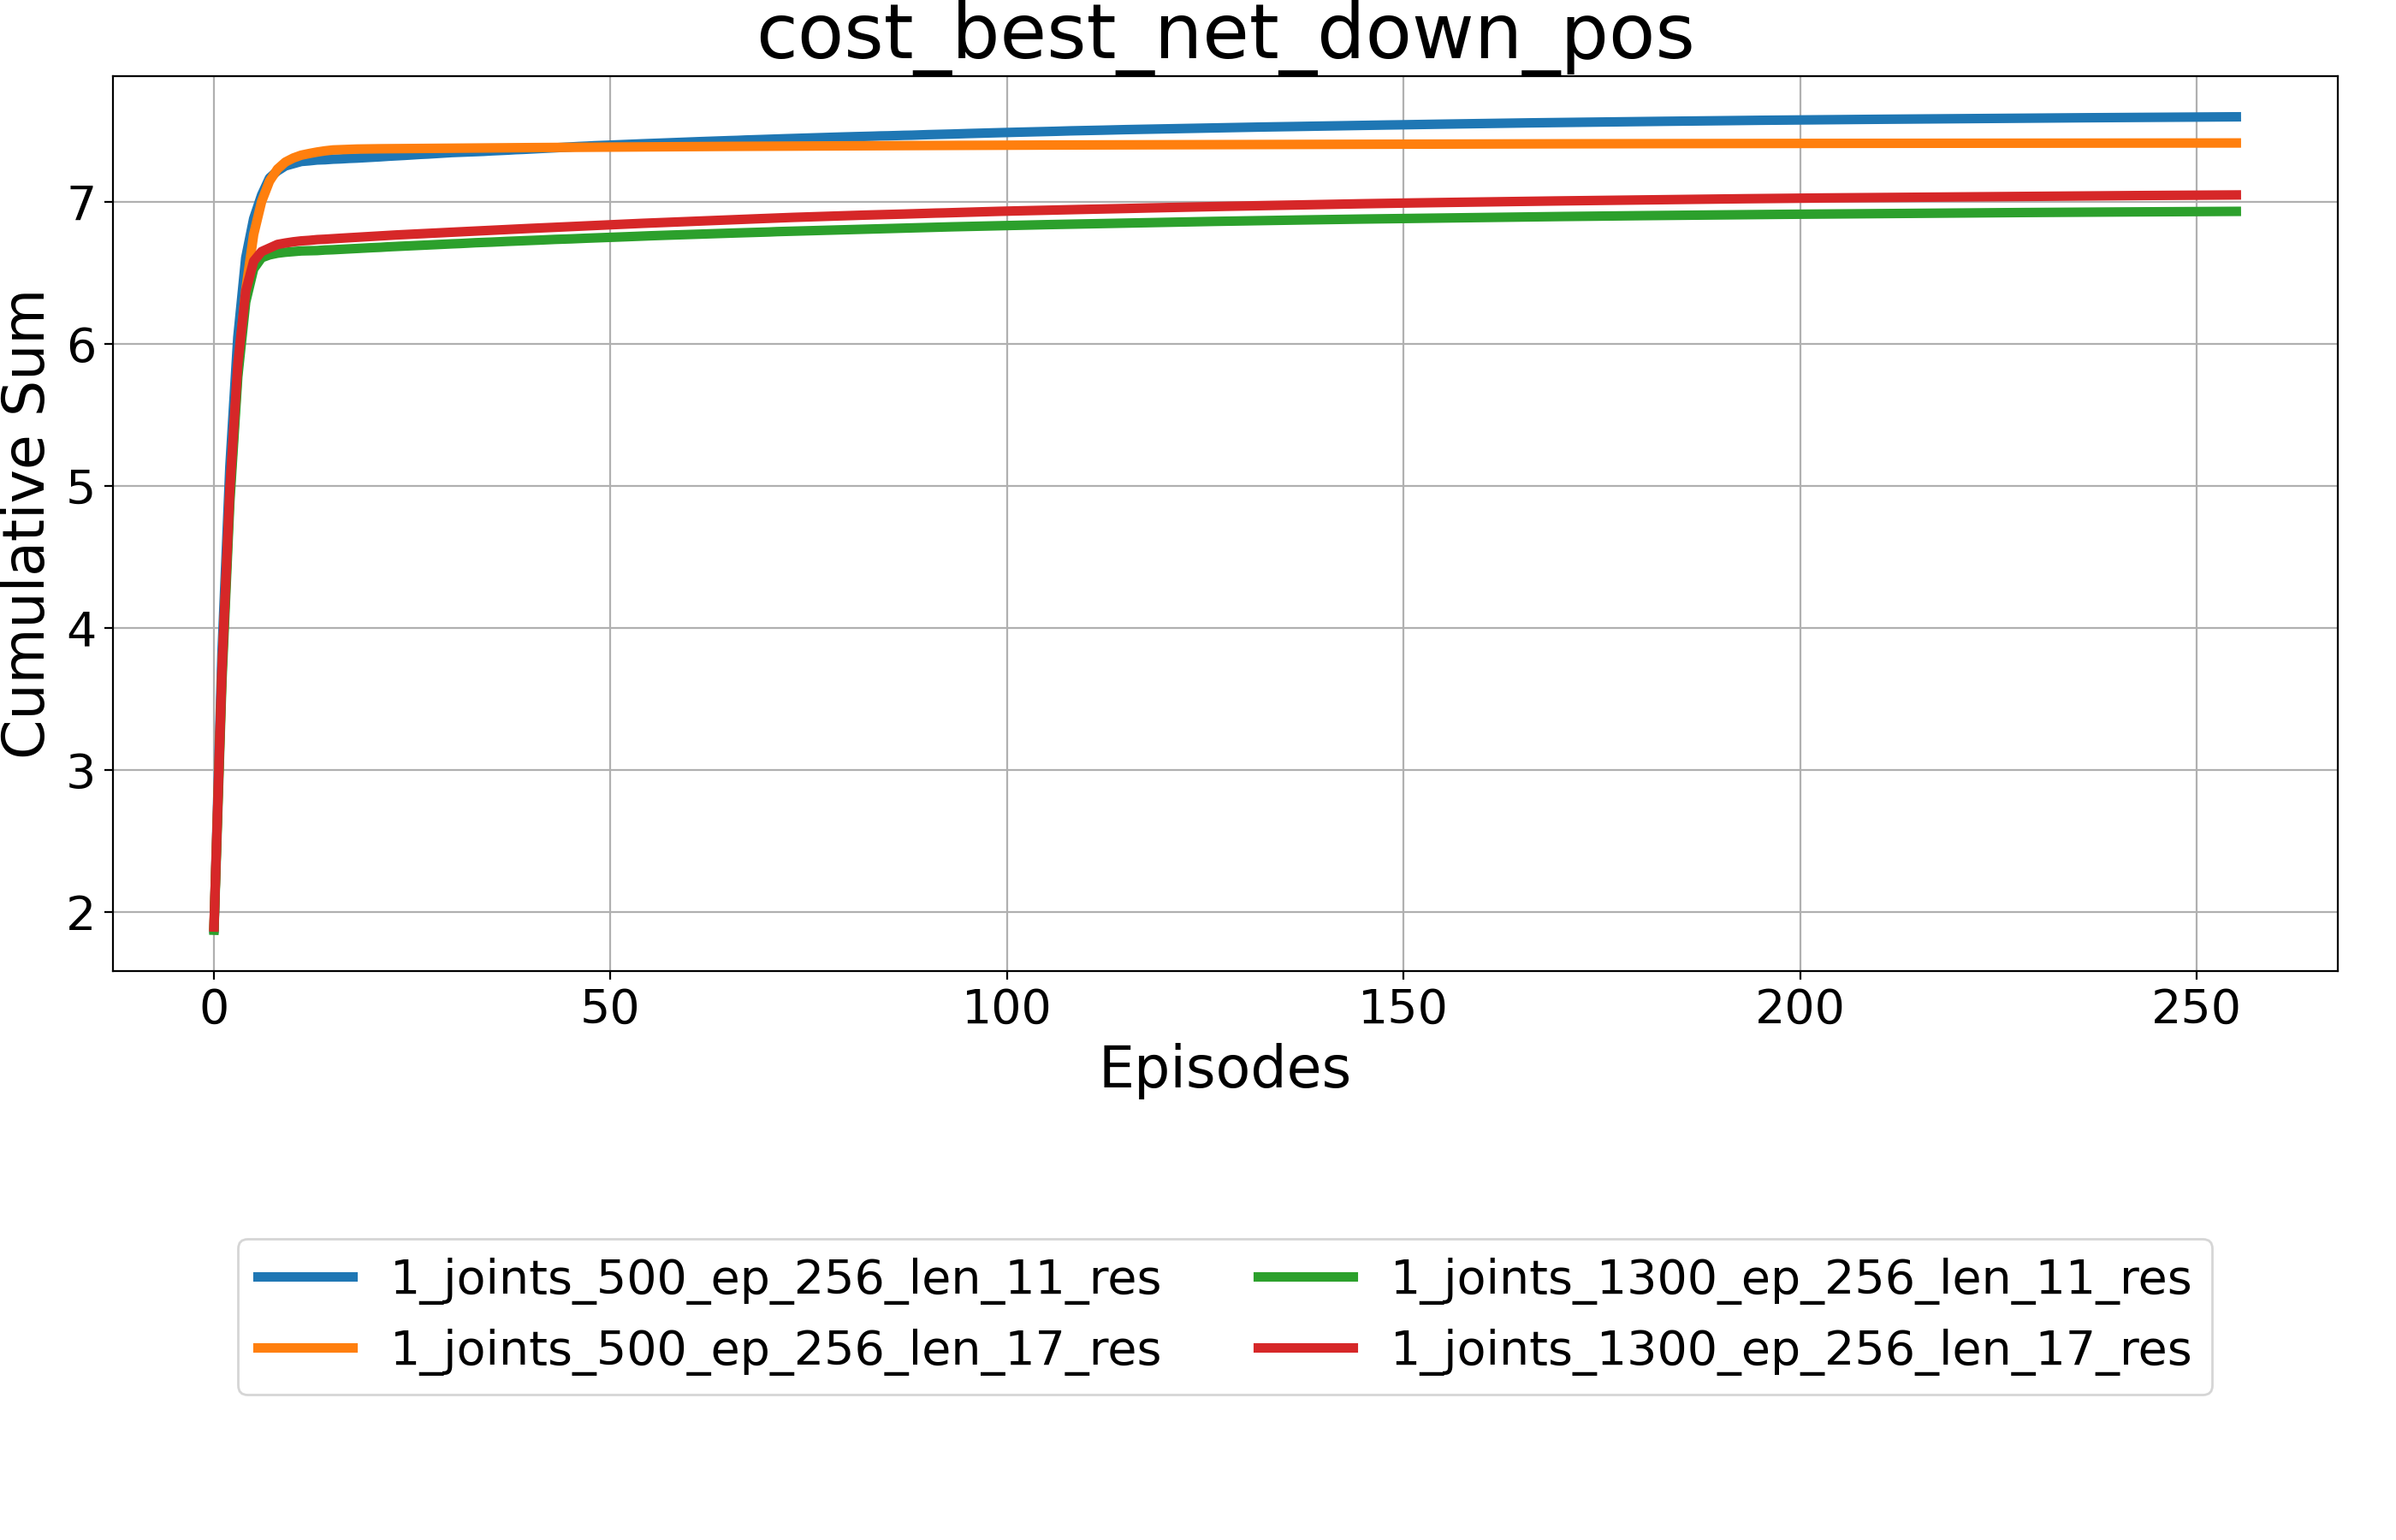 cost_best_net_down_pos
Cumulative Sum
7
6
5
4
3
2
0 50 100 150 200 250
Episodes
1_joints_500_ep_256_len_11_res
1_joints_500_ep_256_len_17_res
1_joints_1300_ep_256_len_11_res
1_joints_1300_ep_256_len_17_res